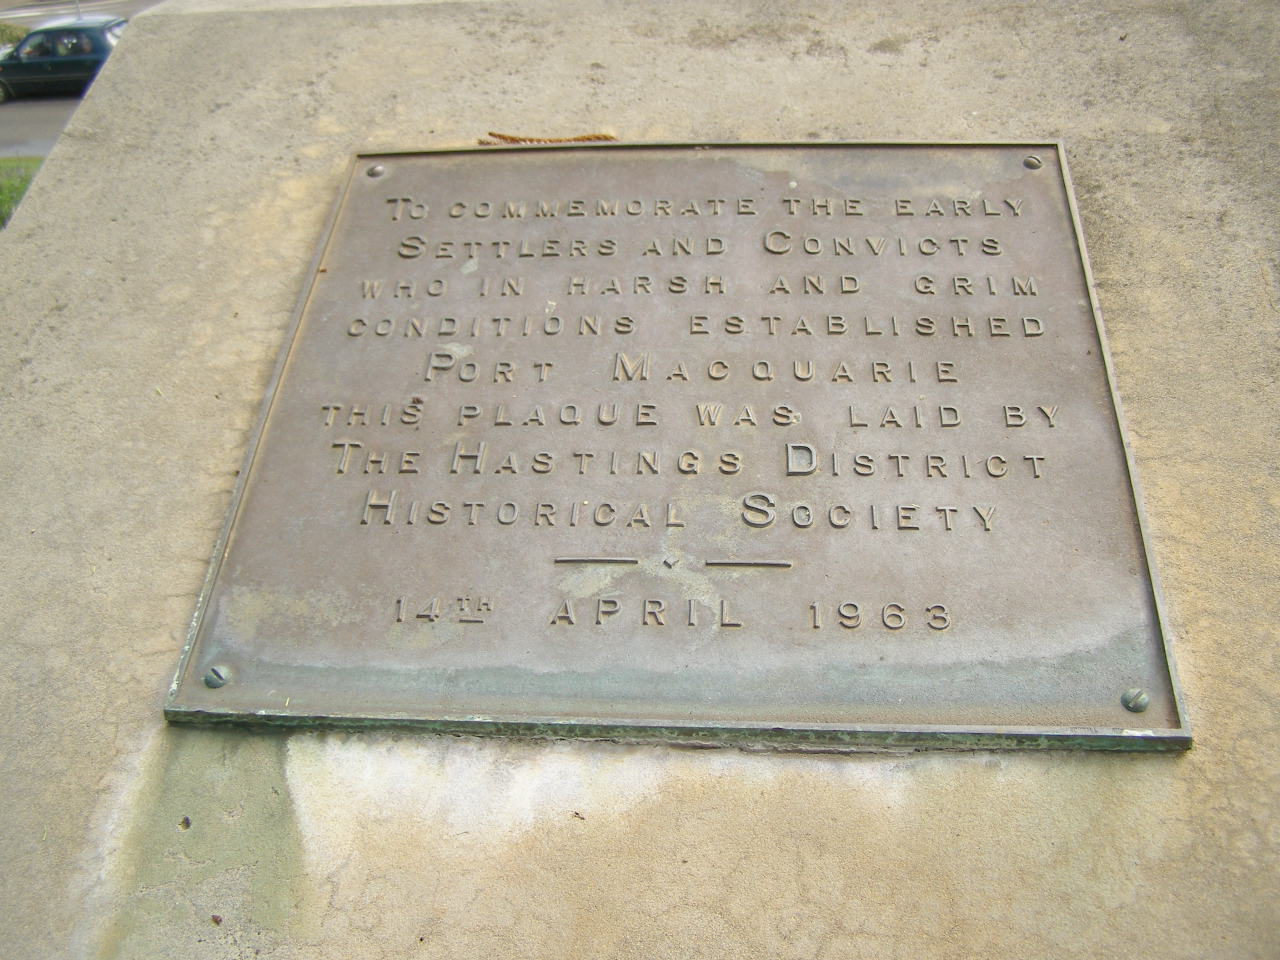 To COMMEMORATE THE EARLY
SETTLERS AND CONVICTS
WHO IN HARSH AND GRIM
CONDITIONS ESTABLISHED
PORT MACQUARIE
THIS PLAQUE WAS LAID BY
THE HASTINGS DISTRICT
HISTORICAL SOCIETY
14TH APRIL 1963